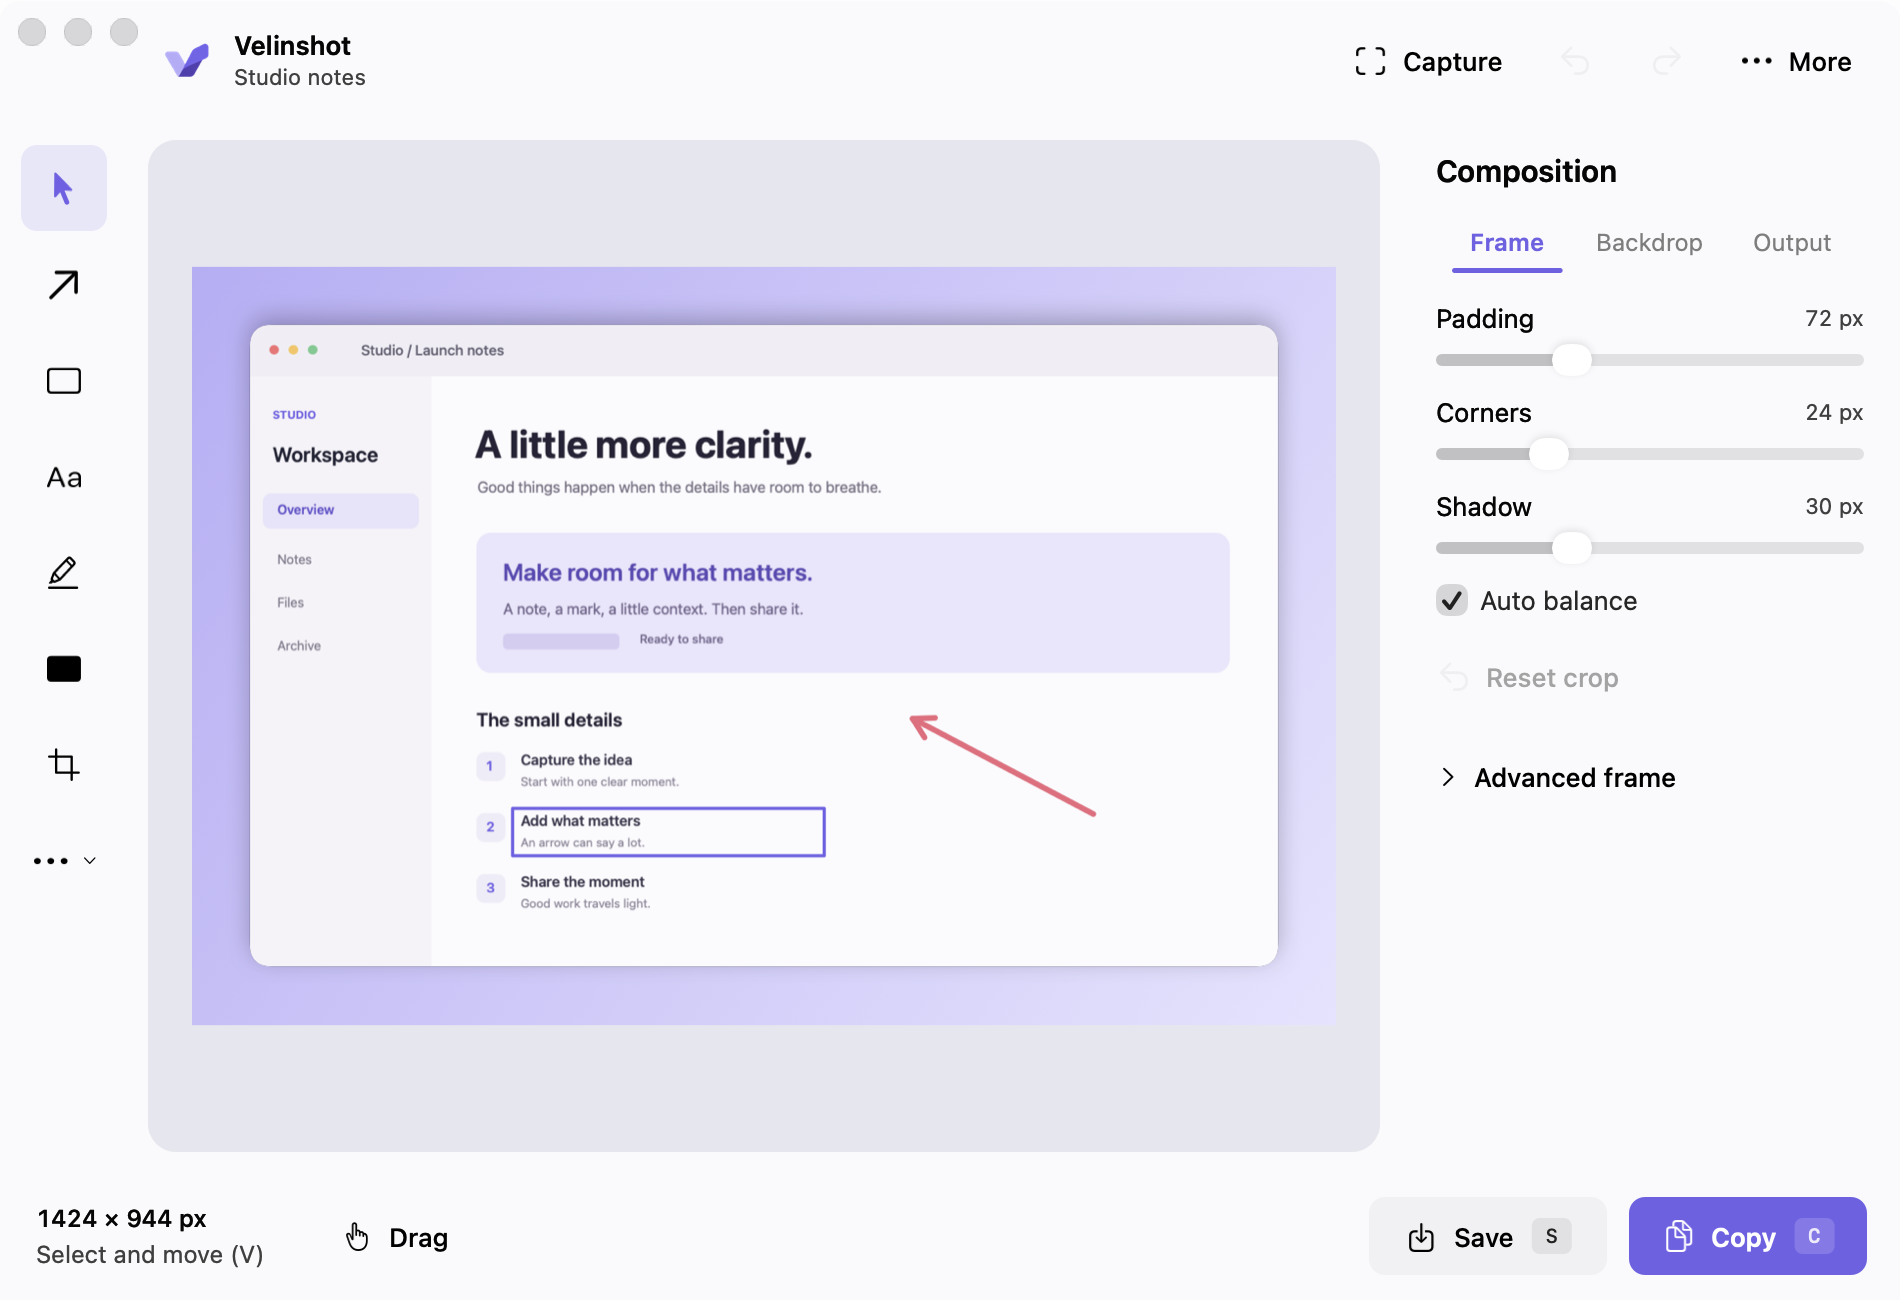 Velinshot
Studio notes
Capture
More
Aa
Studio / Launch notes
STUDIO
Workspace
Overview
Notes
Files
Archive
A little more clarity.
Good things happen when the details have room to breathe.
Make room for what matters.
A note, a mark, a little context. Then share it.
Ready to share
The small details
1
Capture the idea
Start with one clear moment.
2
Add what matters
An arrow can say a lot.
3
Share the moment
Good work travels light.
Composition
Frame Backdrop Output
Padding 72 px
Corners 24 px
Shadow 30 px
Auto balance
Reset crop
Advanced frame
1424 × 944 px
Select and move (V)
Drag
Save S
Copy C